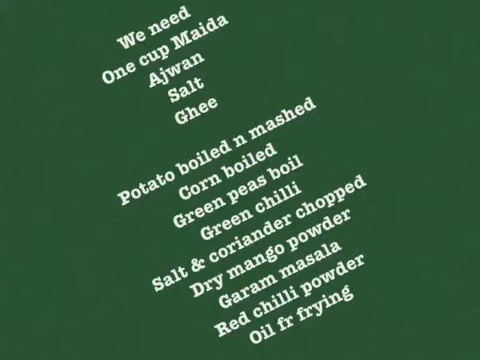 We need
One cup Maida
Ajwan
Salt
Ghee
Potato boiled n mashed
Corn boiled
Green peas boil
Green chilli
Salt & coriander chopped
Dry mango powder
Garam masala
Red chilli powder
Oil fr frying